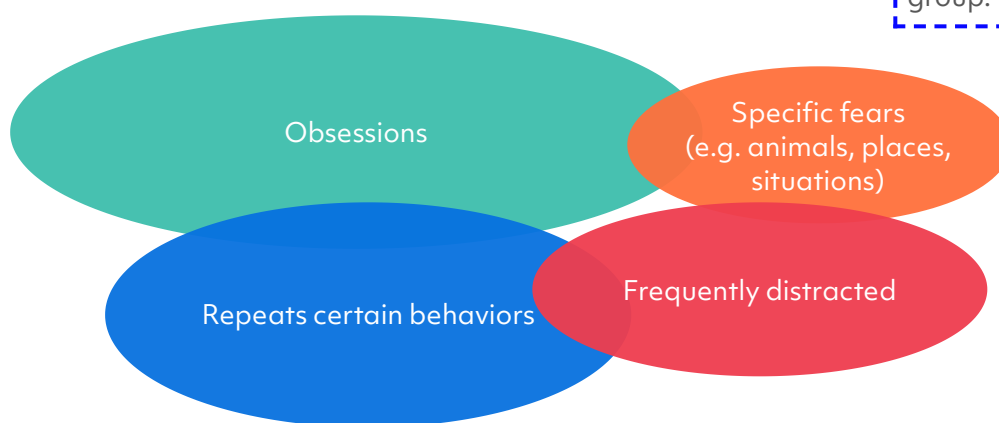 group.
Obsessions
Specific fears
(e.g. animals, places,
situations)
Repeats certain behaviors
Frequently distracted